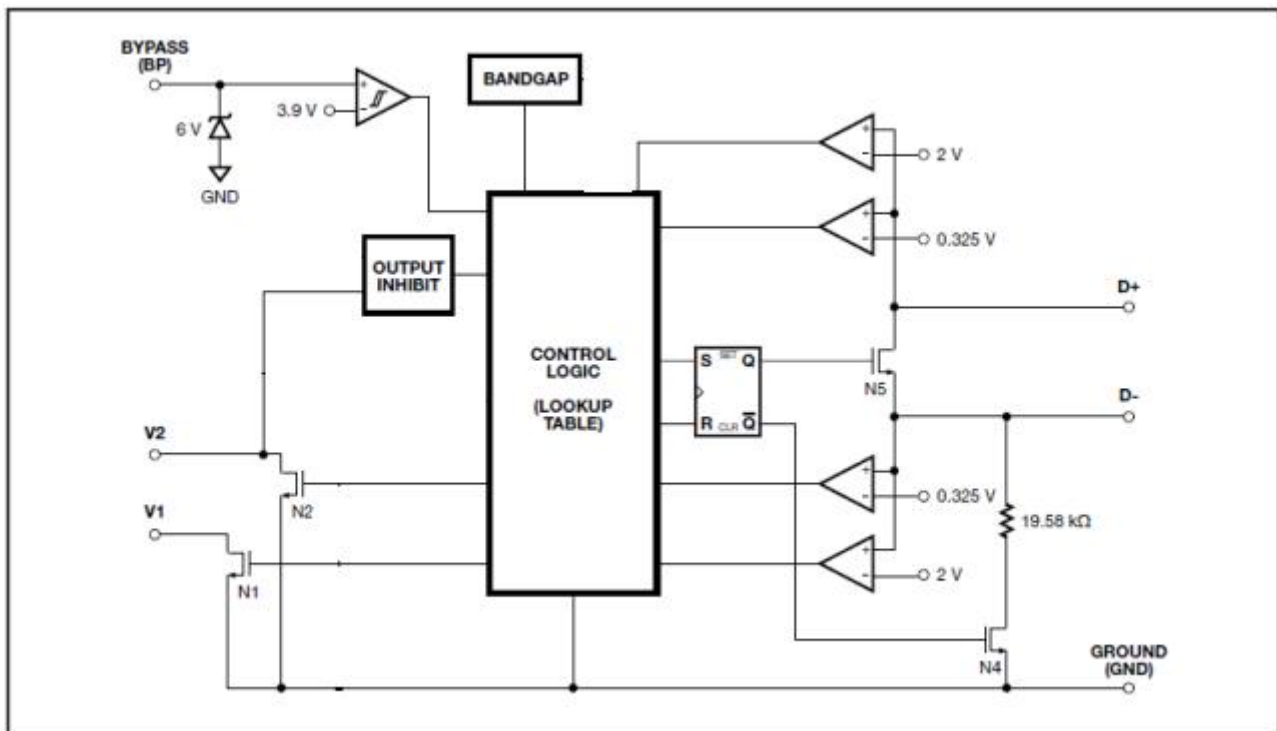 BYPASS
(BP)
BANDGAP
+
-
3.9 V
6 V
GND
+
-
2 V
+
-
0.325 V
OUTPUT
INHIBIT
D+
CONTROL
LOGIC
(LOOKUP
TABLE)
S SET Q
R CLR Q̅
N5
D-
V2
N2
+
-
0.325 V
19.58 kΩ
V1
N1
+
-
2 V
N4
GROUND
(GND)